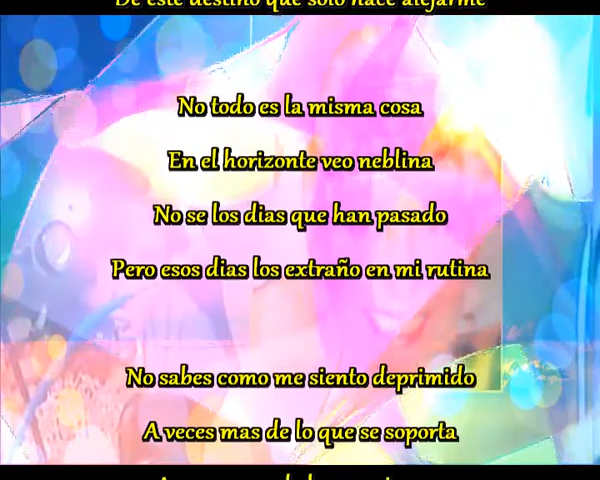 De este destino que solo hace alejarme
No todo es la misma cosa
En el horizonte veo neblina
No se los dias que han pasado
Pero esos dias los extraño en mi rutina
No sabes como me siento deprimido
A veces mas de lo que se soporta